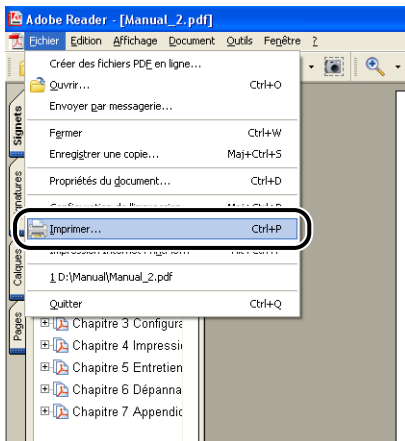 Adobe Reader - [Manual_2.pdf]
Fichier Edition Affichage Document Outils Fenêtre ?
Créer des fichiers PDF en ligne...
Ouvrir... Ctrl+O
Envoyer par messagerie...
Fermer Ctrl+W
Enregistrer une copie... Maj+Ctrl+S
Propriétés du document... Ctrl+D
Imprimer... Ctrl+P
1 D:\Manual\Manual_2.pdf
Quitter Ctrl+Q
Signets
Calques
Pages
Chapitre 3 Configura
Chapitre 4 Impressi
Chapitre 5 Entretien
Chapitre 6 Dépanna
Chapitre 7 Appendic